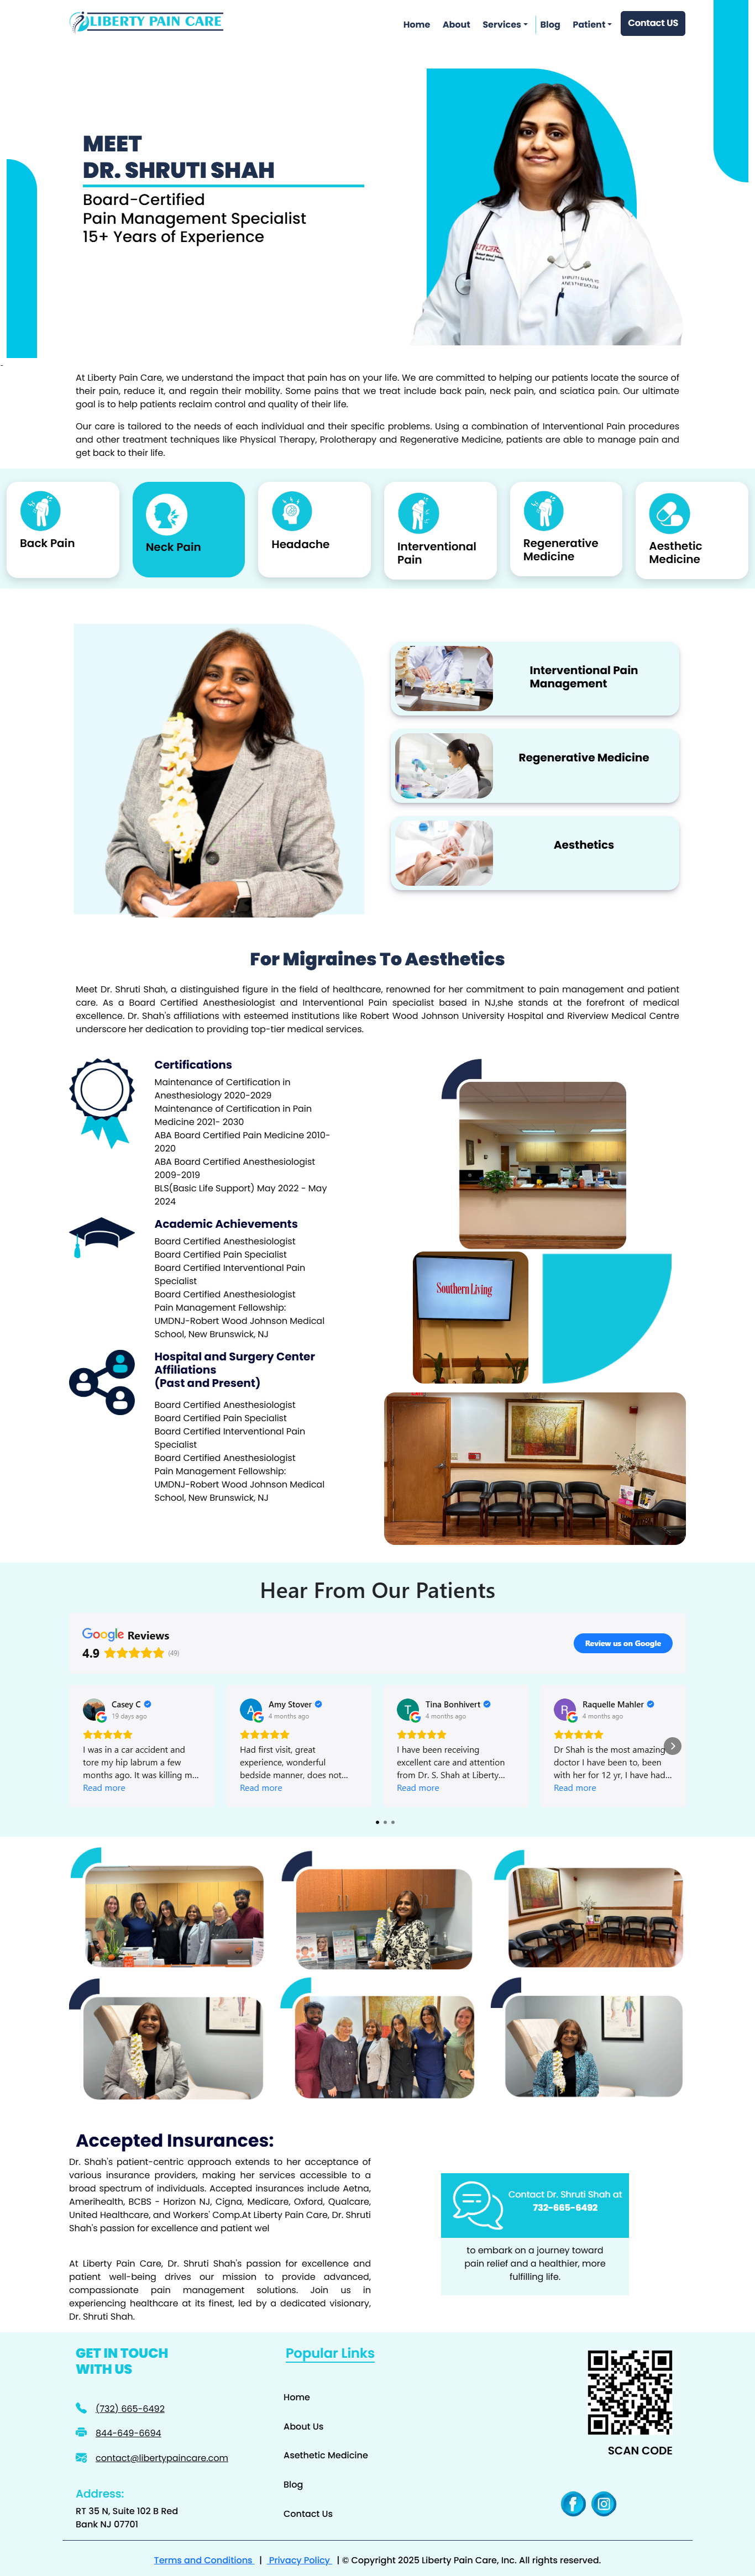 LIBERTY PAIN CARE
Home About Services Blog Patient Contact US
MEET
DR. SHRUTI SHAH
Board-Certified
Pain Management Specialist
15+ Years of Experience
-
At Liberty Pain Care, we understand the impact that pain has on your life. We are committed to helping our patients locate the source of
their pain, reduce it, and regain their mobility. Some pains that we treat include back pain, neck pain, and sciatica pain. Our ultimate
goal is to help patients reclaim control and quality of their life.
Our care is tailored to the needs of each individual and their specific problems. Using a combination of Interventional Pain procedures
and other treatment techniques like Physical Therapy, Prolotherapy and Regenerative Medicine, patients are able to manage pain and
get back to their life.
Back Pain
Neck Pain
Headache
Interventional
Pain
Regenerative
Medicine
Aesthetic
Medicine
Interventional Pain
Management
Regenerative Medicine
Aesthetics
For Migraines To Aesthetics
Meet Dr. Shruti Shah, a distinguished figure in the field of healthcare, renowned for her commitment to pain management and patient
care. As a Board Certified Anesthesiologist and Interventional Pain specialist based in NJ,she stands at the forefront of medical
excellence. Dr. Shah's affiliations with esteemed institutions like Robert Wood Johnson University Hospital and Riverview Medical Centre
underscore her dedication to providing top-tier medical services.
Certifications
Maintenance of Certification in
Anesthesiology 2020-2029
Maintenance of Certification in Pain
Medicine 2021- 2030
ABA Board Certified Pain Medicine 2010-
2020
ABA Board Certified Anesthesiologist
2009-2019
BLS(Basic Life Support) May 2022 - May
2024
Academic Achievements
Board Certified Anesthesiologist
Board Certified Pain Specialist
Board Certified Interventional Pain
Specialist
Board Certified Anesthesiologist
Pain Management Fellowship:
UMDNJ-Robert Wood Johnson Medical
School, New Brunswick, NJ
Hospital and Surgery Center
Affiliations
(Past and Present)
Board Certified Anesthesiologist
Board Certified Pain Specialist
Board Certified Interventional Pain
Specialist
Board Certified Anesthesiologist
Pain Management Fellowship:
UMDNJ-Robert Wood Johnson Medical
School, New Brunswick, NJ
Southern Living
Hear From Our Patients
Google Reviews
4.9 (49)
Review us on Google
Casey C
19 days ago
I was in a car accident and
tore my hip labrum a few
months ago. It was killing m...
Read more
Amy Stover
4 months ago
Had first visit, great
experience, wonderful
bedside manner, does not...
Read more
Tina Bonhivert
4 months ago
I have been receiving
excellent care and attention
from Dr. S. Shah at Liberty...
Read more
Raquelle Mahler
4 months ago
Dr Shah is the most amazing
doctor I have been to, been
with her for 12 yr, I have had...
Read more
Accepted Insurances:
Dr. Shah's patient-centric approach extends to her acceptance of
various insurance providers, making her services accessible to a
broad spectrum of individuals. Accepted insurances include Aetna,
Amerihealth, BCBS - Horizon NJ, Cigna, Medicare, Oxford, Qualcare,
United Healthcare, and Workers' Comp.At Liberty Pain Care, Dr. Shruti
Shah's passion for excellence and patient wel
At Liberty Pain Care, Dr. Shruti Shah's passion for excellence and
patient well-being drives our mission to provide advanced,
compassionate pain management solutions. Join us in
experiencing healthcare at its finest, led by a dedicated visionary,
Dr. Shruti Shah.
Contact Dr. Shruti Shah at
732-665-6492
to embark on a journey toward
pain relief and a healthier, more
fulfilling life.
GET IN TOUCH
WITH US
(732) 665-6492
844-649-6694
contact@libertypaincare.com
Address:
RT 35 N, Suite 102 B Red
Bank NJ 07701
Popular Links
Home
About Us
Asethetic Medicine
Blog
Contact Us
SCAN CODE
Terms and Conditions | Privacy Policy | © Copyright 2025 Liberty Pain Care, Inc. All rights reserved.